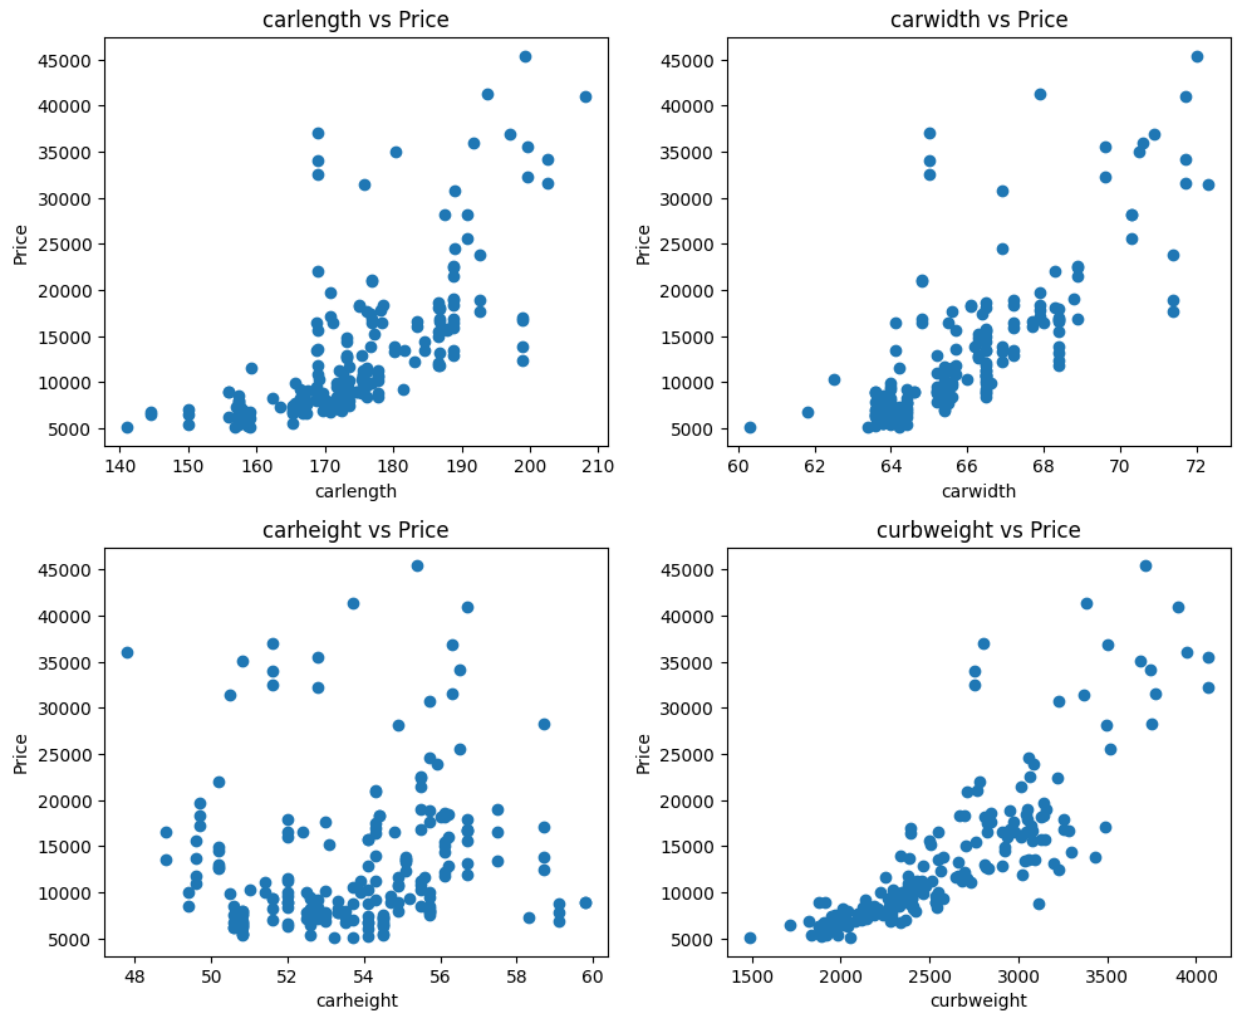 carlength vs Price
carwidth vs Price
45000
40000
35000
30000
25000
20000
15000
10000
5000
Price
140 150 160 170 180 190 200 210
carlength
45000
40000
35000
30000
25000
20000
15000
10000
5000
Price
60 62 64 66 68 70 72
carwidth
carheight vs Price
curbweight vs Price
45000
40000
35000
30000
25000
20000
15000
10000
5000
Price
48 50 52 54 56 58 60
carheight
45000
40000
35000
30000
25000
20000
15000
10000
5000
Price
1500 2000 2500 3000 3500 4000
curbweight